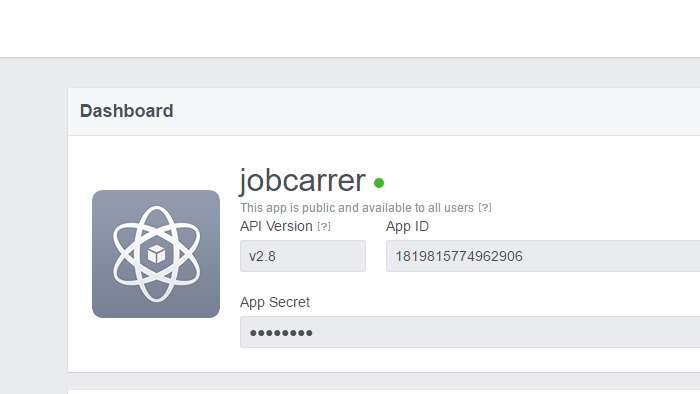 Dashboard
jobcarrer
This app is public and available to all users [?]
API Version [?] App ID
v2.8 1819815774962906
App Secret
●●●●●●●●